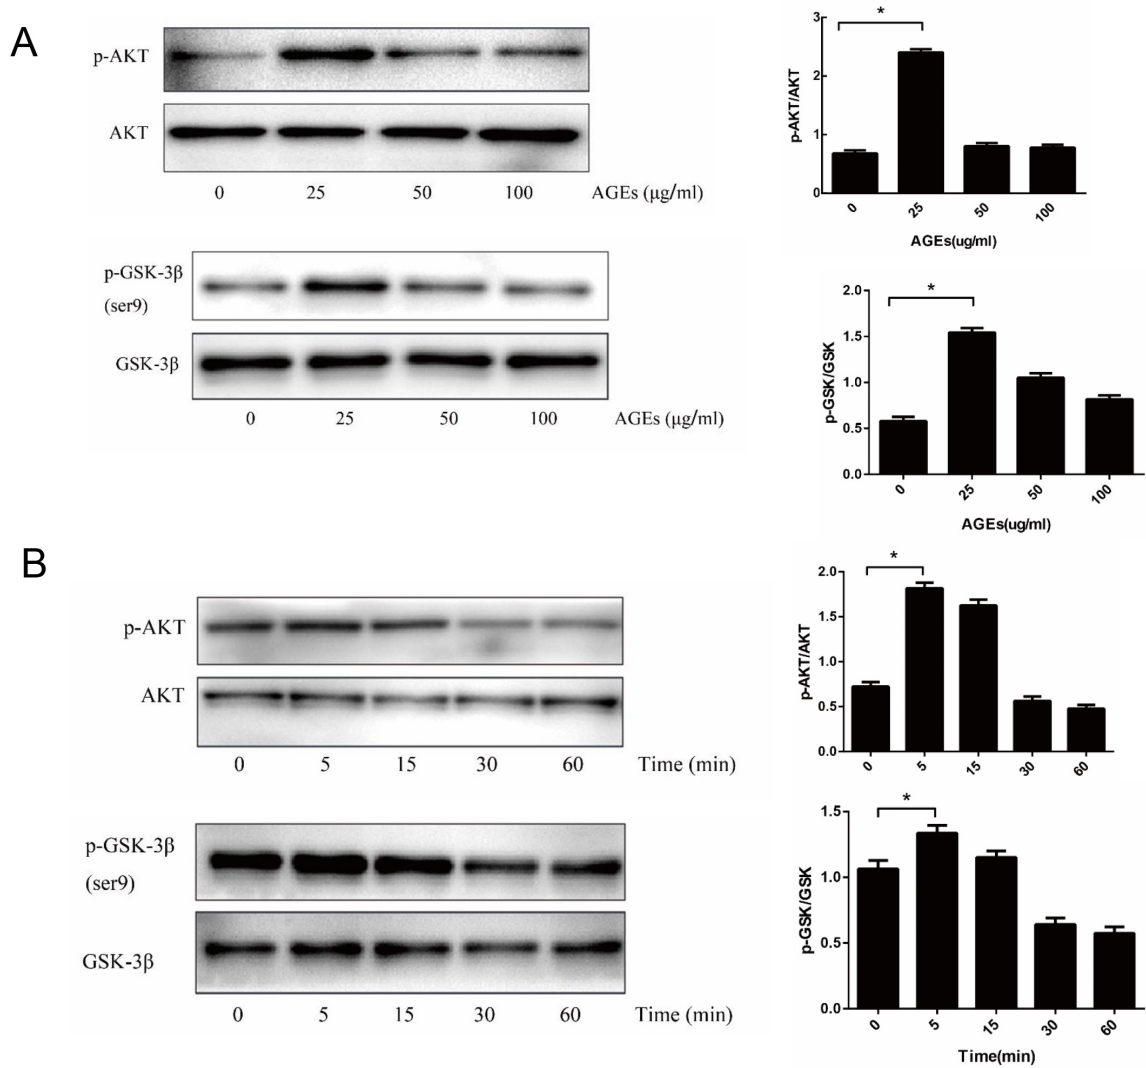 A
p-AKT
AKT
0 25 50 100 AGEs (μg/ml)
3
2
1
0
p-AKT/AKT
*
0 25 50 100
AGEs(ug/ml)
p-GSK-3β
(ser9)
GSK-3β
0 25 50 100 AGEs (μg/ml)
2.0
1.5
1.0
0.5
0.0
p-GSK/GSK
*
0 25 50 100
AGEs(ug/ml)
B
p-AKT
AKT
0 5 15 30 60 Time (min)
2.0
1.5
1.0
0.5
0.0
p-AKT/AKT
*
0 5 15 30 60
p-GSK-3β
(ser9)
GSK-3β
0 5 15 30 60 Time (min)
1.5
1.0
0.5
0.0
p-GSK/GSK
*
0 5 15 30 60
Time(min)